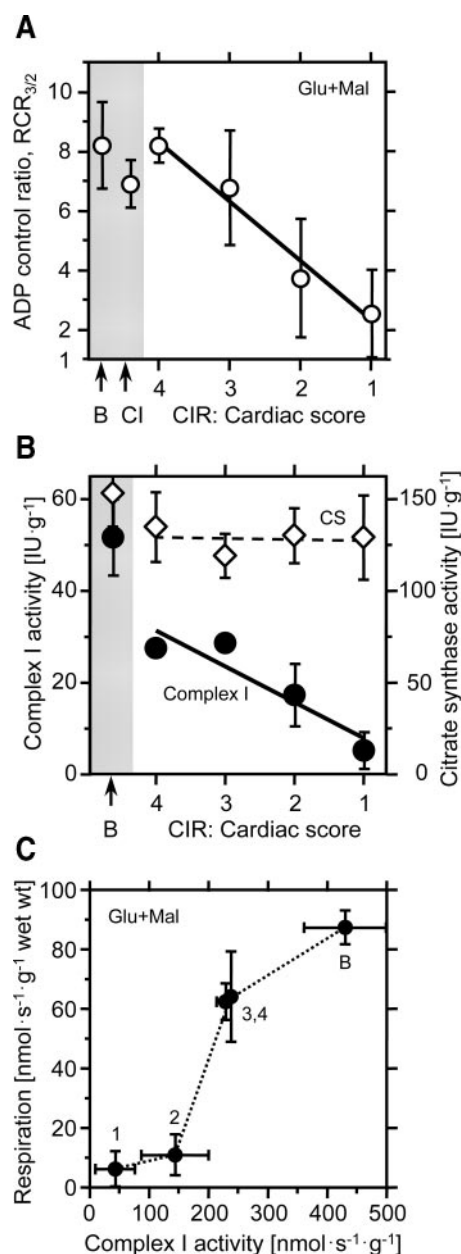 A
ADP control ratio, RCR3/2
10
8
6
4
2
1
Glu+Mal
4 3 2 1
B CI CIR: Cardiac score
B
Complex I activity [IU·g⁻¹]
60
40
20
0
CS
Complex I
150
100
50
0
Citrate synthase activity [IU·g⁻¹]
4 3 2 1
B CIR: Cardiac score
C
Respiration [nmol·s⁻¹·g⁻¹ wet wt]
100
80
60
40
20
0
Glu+Mal
B
3,4
1 2
0 100 200 300 400 500
Complex I activity [nmol·s⁻¹·g⁻¹]